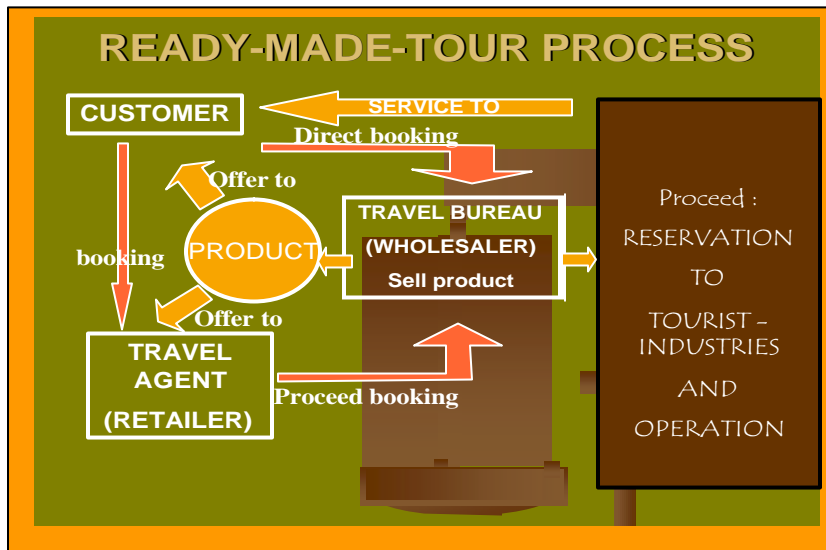 READY-MADE-TOUR PROCESS
CUSTOMER
SERVICE TO
Direct booking
Offer to
booking
PRODUCT
TRAVEL BUREAU
(WHOLESALER)
Sell product
Offer to
TRAVEL
AGENT
(RETAILER)
Proceed booking
Proceed :
RESERVATION
TO
TOURIST –
INDUSTRIES
AND
OPERATION